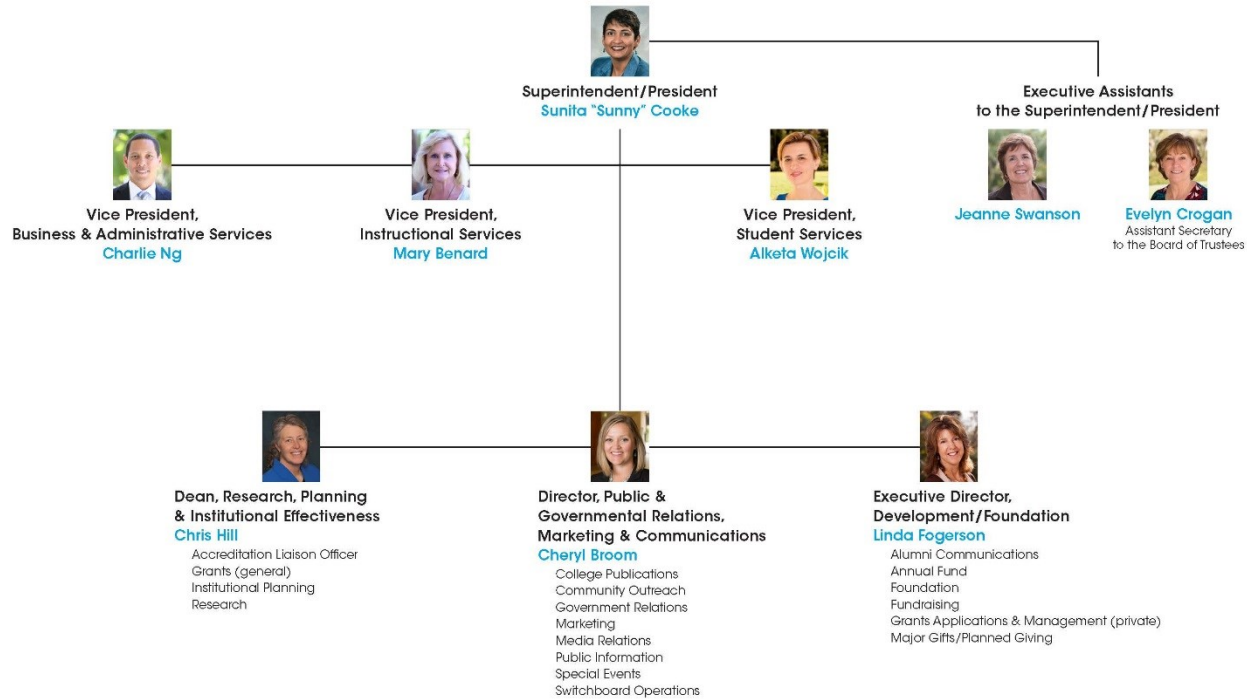 Superintendent/President
Sunita "Sunny" Cooke
Executive Assistants
to the Superintendent/President
Jeanne Swanson
Evelyn Crogan
Assistant Secretary
to the Board of Trustees
Vice President,
Business & Administrative Services
Charlie Ng
Vice President,
Instructional Services
Mary Benard
Vice President,
Student Services
Alketa Wojcik
Dean, Research, Planning
& Institutional Effectiveness
Chris Hill
Accreditation Liaison Officer
Grants (general)
Institutional Planning
Research
Director, Public &
Governmental Relations,
Marketing & Communications
Cheryl Broom
College Publications
Community Outreach
Government Relations
Marketing
Media Relations
Public Information
Special Events
Switchboard Operations
Executive Director,
Development/Foundation
Linda Fogerson
Alumni Communications
Annual Fund
Foundation
Fundraising
Grants Applications & Management (private)
Major Gifts/Planned Giving